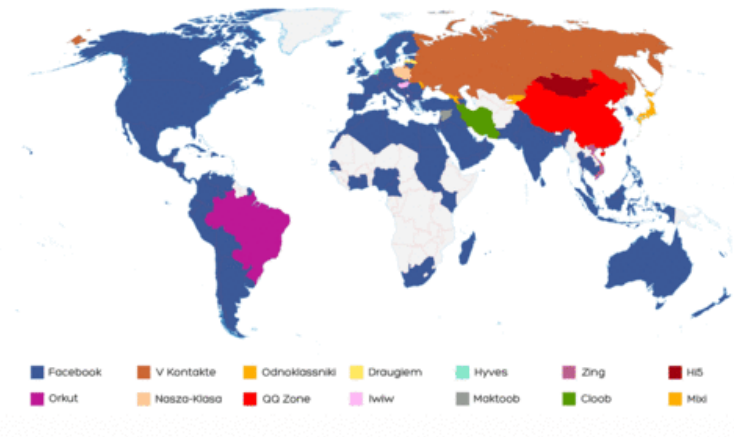 Facebook V Kontakte Odnoklassniki Draugiem Hyves Zing Hi5
Orkut Nasza-Klasa QQ Zone Iwiw Maktoob Cloob Mixi